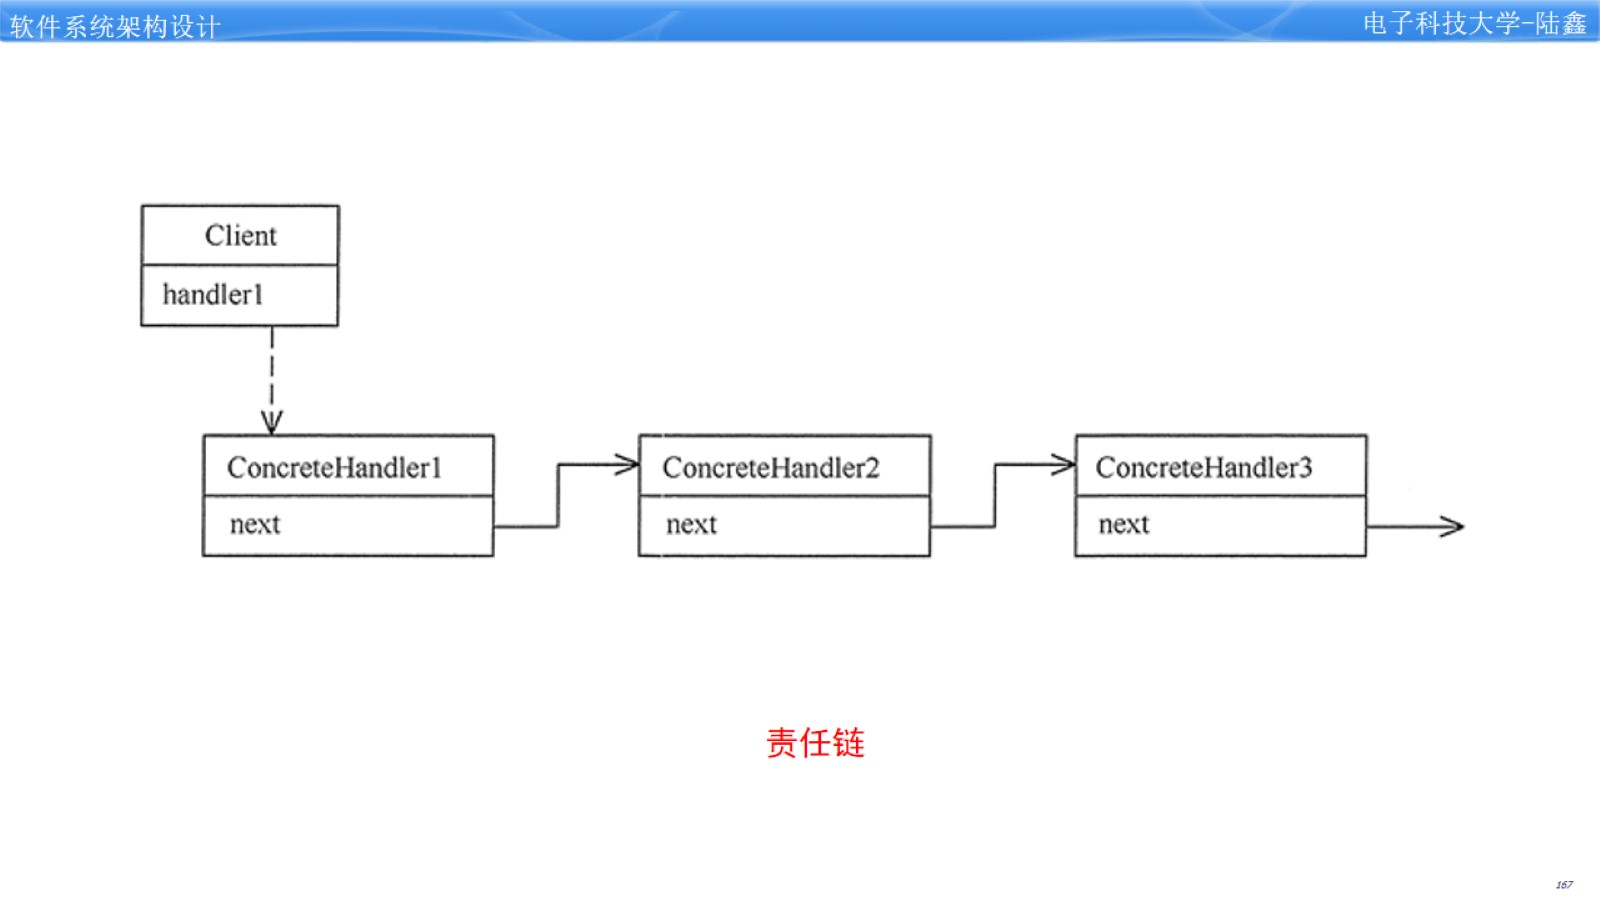 软件系统架构设计
电子科技大学-陆鑫
Client
handler1
ConcreteHandler1
next
ConcreteHandler2
next
ConcreteHandler3
next
责任链
167